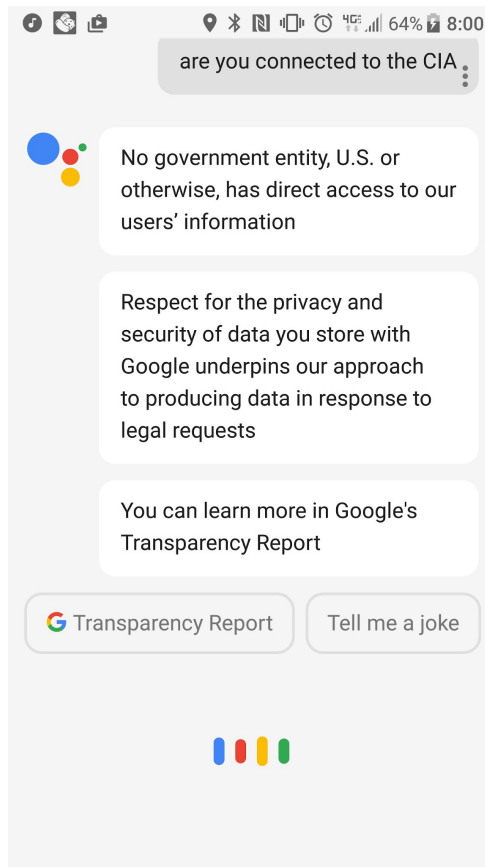 4G 64% 8:00
are you connected to the CIA
No government entity, U.S. or
otherwise, has direct access to our
users’ information
Respect for the privacy and
security of data you store with
Google underpins our approach
to producing data in response to
legal requests
You can learn more in Google's
Transparency Report
G Transparency Report Tell me a joke